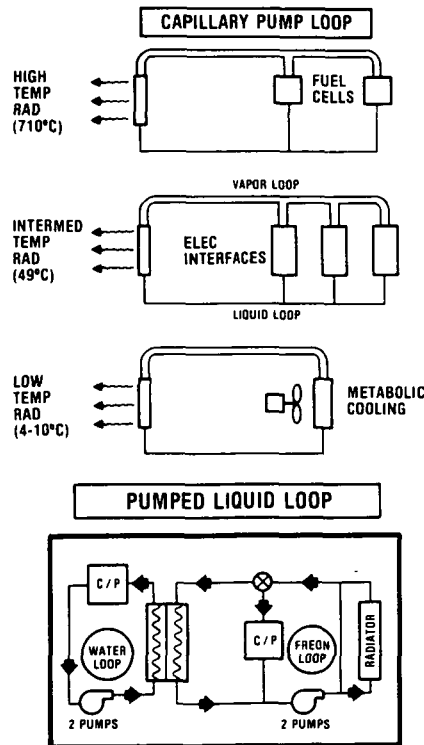 CAPILLARY PUMP LOOP
HIGH
TEMP
RAD
(710°C)
FUEL
CELLS
VAPOR LOOP
INTERMED
TEMP
RAD
(49°C)
ELEC
INTERFACES
LIQUID LOOP
LOW
TEMP
RAD
(4-10°C)
METABOLIC
COOLING
PUMPED LIQUID LOOP
C/P
WATER
LOOP
2 PUMPS
C/P
FREON
LOOP
2 PUMPS
RADIATOR